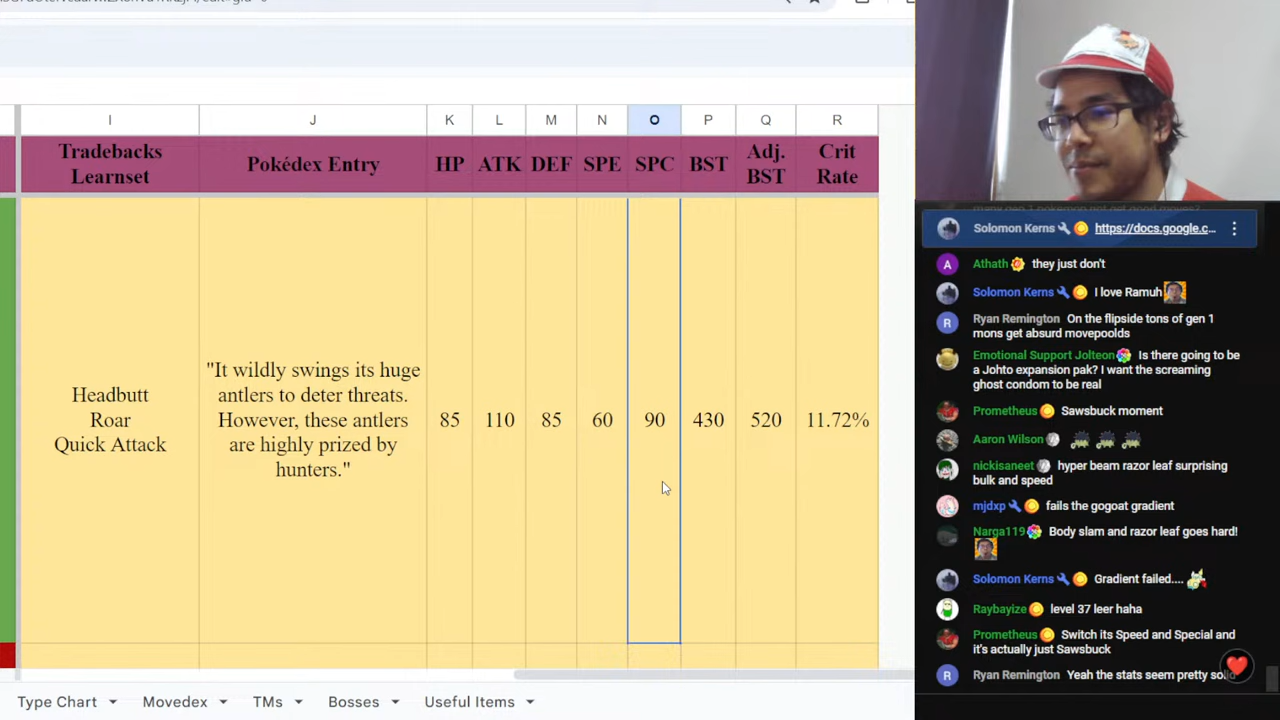 I J K L M N O P Q R
Tradebacks
Learnset
Pokédex Entry
HP ATK DEF SPE SPC BST
Adj.
BST
Crit
Rate
Headbutt
Roar
Quick Attack
"It wildly swings its huge
antlers to deter threats.
However, these antlers
are highly prized by
hunters."
85 110 85 60 90 430 520 11.72%
Type Chart Movedex TMs Bosses Useful Items
Solomon Kerns https://docs.google.c...
Athath they just don't
Solomon Kerns I love Ramuh
Ryan Remington On the flipside tons of gen 1
mons get absurd movepoolds
Emotional Support Jolteon Is there going to be
a Johto expansion pak? I want the screaming
ghost condom to be real
Prometheus Sawsbuck moment
Aaron Wilson
nickisaneet hyper beam razor leaf surprising
bulk and speed
mjdxp fails the gogoat gradient
Narga119 Body slam and razor leaf goes hard!
Solomon Kerns Gradient failed....
Raybayize level 37 leer haha
Prometheus Switch its Speed and Special and
it's actually just Sawsbuck
Ryan Remington Yeah the stats seem pretty solid